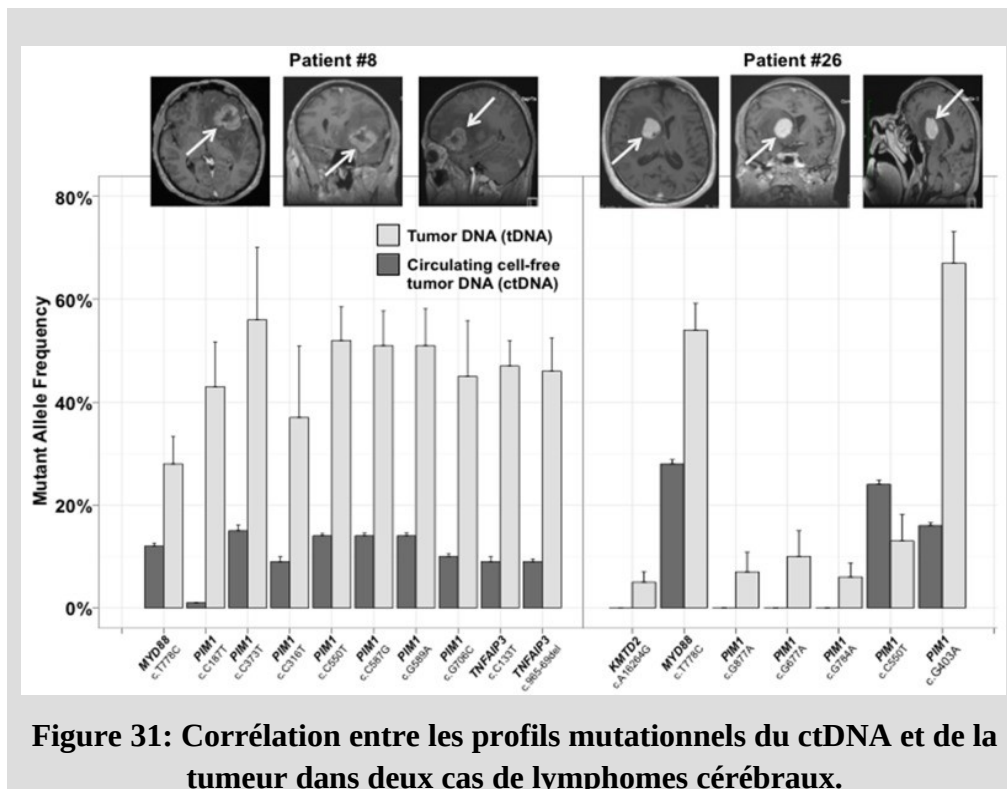 Patient #8
Patient #26
80%
60%
40%
20%
0%
Mutant Allele Frequency
Tumor DNA (tDNA)
Circulating cell-free
tumor DNA (ctDNA)
MYD88
c.T778C
PIM1
c.C187T
PIM1
c.C373T
PIM1
c.C316T
PIM1
c.C550T
PIM1
c.C587G
PIM1
c.G589A
PIM1
c.G706C
TNFAIP3
c.C133T
TNFAIP3
c.965-69del
KMTD2
c.A16264G
MYD88
c.T778C
PIM1
c.G877A
PIM1
c.G677A
PIM1
c.G784A
PIM1
c.C550T
PIM1
c.G403A
Figure 31: Corrélation entre les profils mutationnels du ctDNA et de la
tumeur dans deux cas de lymphomes cérébraux.